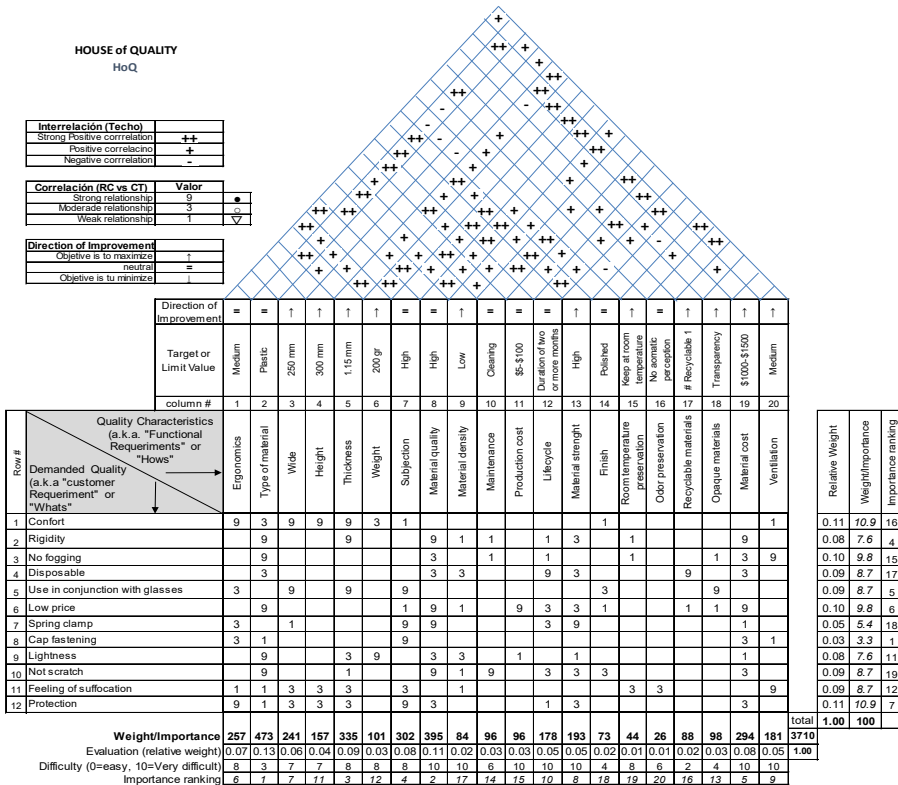 HOUSE of QUALITY
HoQ
Interrelación (Techo)
Strong Positive corrrelation ++
Positive correlacino +
Negative corrrelation -
Correlación (RC vs CT) Valor
Strong relationship 9 ●
Moderade relationship 3 ○
Weak relationship 1 ▽
Direction of Improvement
Objetive is to maximize ↑
neutral =
Objetive is tu minimize ↓
Direction of Improvement = = ↑ ↑ ↑ ↑ = = ↑ = = = ↑ = ↑ = ↑ ↑ ↑ ↑
Target or Limit Value
Medium
Plastic
250 mm
300 mm
1.15 mm
200 gr
High
High
Low
Clearing
$5-$100
Duration of two or more months
High
Polished
Keep at room temperature
No aomatic perception
# Recyclable 1
Transparency
$1000-$1500
Medium
column # 1 2 3 4 5 6 7 8 9 10 11 12 13 14 15 16 17 18 19 20
Row #
Quality Characteristics (a.k.a. "Functional Requeriments" or "Hows"
Demanded Quality (a.k.a "customer Requeriment" or "Whats"
Ergonomics
Type of material
Wide
Height
Thickness
Weight
Subjection
Material quality
Material density
Maintenance
Production cost
Lifecycle
Material strenght
Finish
Room temperature preservation
Odor preservation
Recyclable materials
Opaque materials
Material cost
Ventilation
Relative Weight
Weight/Importance
Importance ranking
1 Confort 9 3 9 9 9 3 1 1 1 0.11 10.9 16
2 Rigidity 9 9 9 1 1 1 3 1 9 0.08 7.6 4
3 No fogging 9 3 1 1 1 1 3 9 0.10 9.8 15
4 Disposable 3 3 3 9 3 9 3 0.09 8.7 17
5 Use in conjunction with glasses 3 9 9 9 3 9 0.09 8.7 5
6 Low price 9 1 9 1 9 3 3 1 1 1 9 0.10 9.8 6
7 Spring clamp 3 1 9 9 3 9 1 0.05 5.4 18
8 Cap fastening 3 1 9 3 1 0.03 3.3 1
9 Lightness 9 3 9 3 3 1 1 1 0.08 7.6 11
10 Not scratch 9 1 9 1 9 3 3 3 3 0.09 8.7 19
11 Feeling of suffocation 1 1 3 3 3 3 1 3 3 9 0.09 8.7 12
12 Protection 9 1 3 3 3 9 3 1 3 3 0.11 10.9 7
total 1.00 100
Weight/Importance 257 473 241 157 335 101 302 395 84 96 96 178 193 73 44 26 88 98 294 181 3710
Evaluation (relative weight) 0.07 0.13 0.06 0.04 0.09 0.03 0.08 0.11 0.02 0.03 0.03 0.05 0.05 0.02 0.01 0.01 0.02 0.03 0.08 0.05 1.00
Difficulty (0=easy, 10=Very difficult) 8 3 7 7 8 8 8 10 10 6 10 10 10 4 8 6 2 4 10 10
Importance ranking 6 1 7 11 3 12 4 2 17 14 15 10 8 18 19 20 16 13 5 9